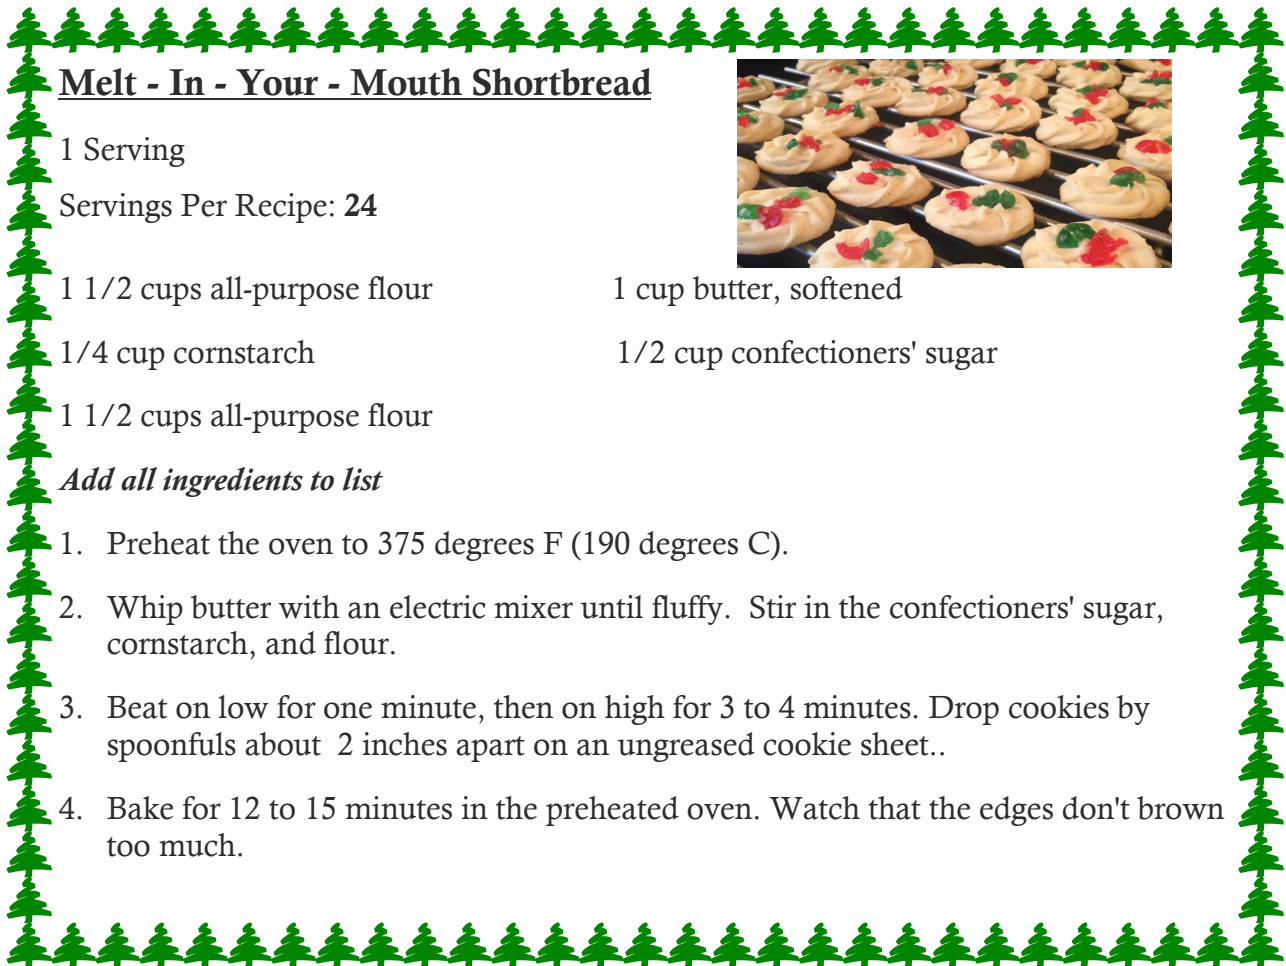 Melt - In - Your - Mouth Shortbread
1 Serving
Servings Per Recipe: 24
1 1/2 cups all-purpose flour 1 cup butter, softened
1/4 cup cornstarch 1/2 cup confectioners' sugar
1 1/2 cups all-purpose flour
Add all ingredients to list
1. Preheat the oven to 375 degrees F (190 degrees C).
2. Whip butter with an electric mixer until fluffy.  Stir in the confectioners' sugar,
cornstarch, and flour.
3. Beat on low for one minute, then on high for 3 to 4 minutes. Drop cookies by
spoonfuls about  2 inches apart on an ungreased cookie sheet..
4. Bake for 12 to 15 minutes in the preheated oven. Watch that the edges don't brown
too much.